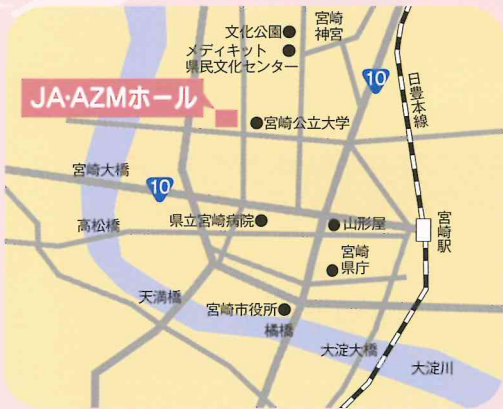 文化公園
宮崎
神宮
メディキット
県民文化センター
10
日豊本線
JA・AZMホール
宮崎公立大学
宮崎大橋
10
高松橋
県立宮崎病院
山形屋
宮崎駅
宮崎
県庁
天満橋
宮崎市役所
橘橋
大淀大橋
大淀川